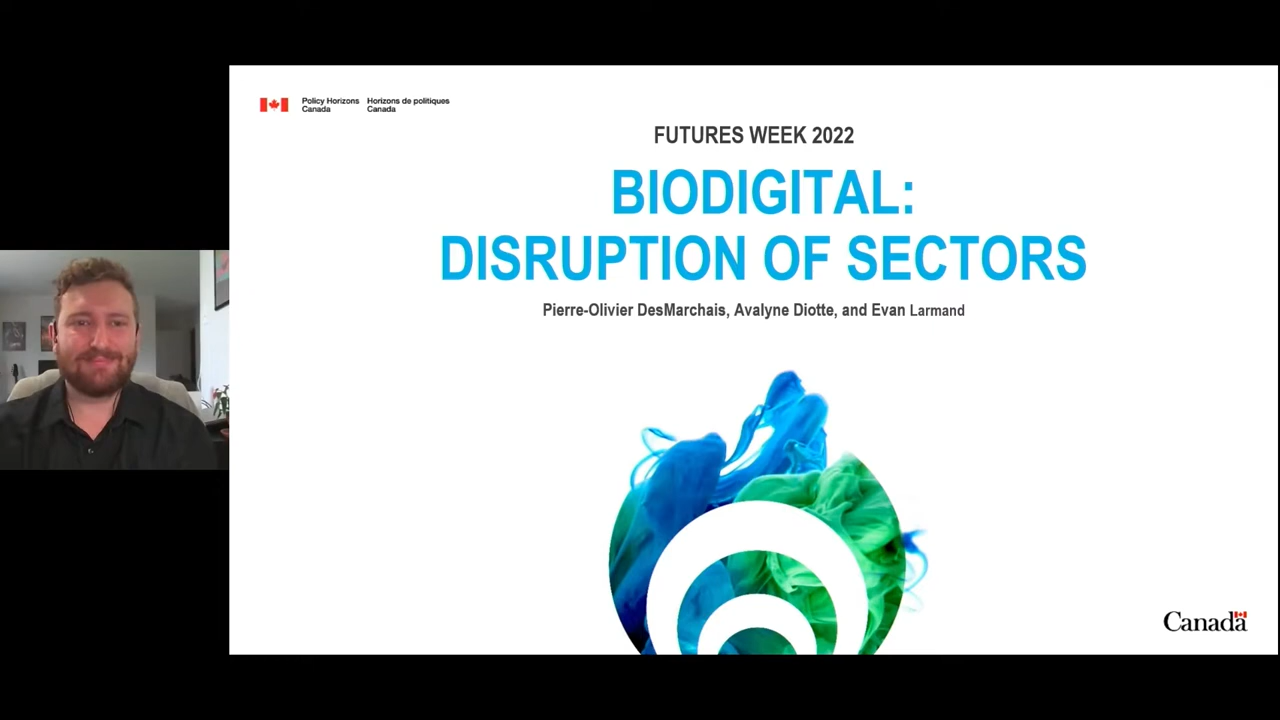 Policy Horizons Horizons de politiques
Canada Canada
FUTURES WEEK 2022
BIODIGITAL:
DISRUPTION OF SECTORS
Pierre-Olivier DesMarchais, Avalyne Diotte, and Evan Larmand
Canada